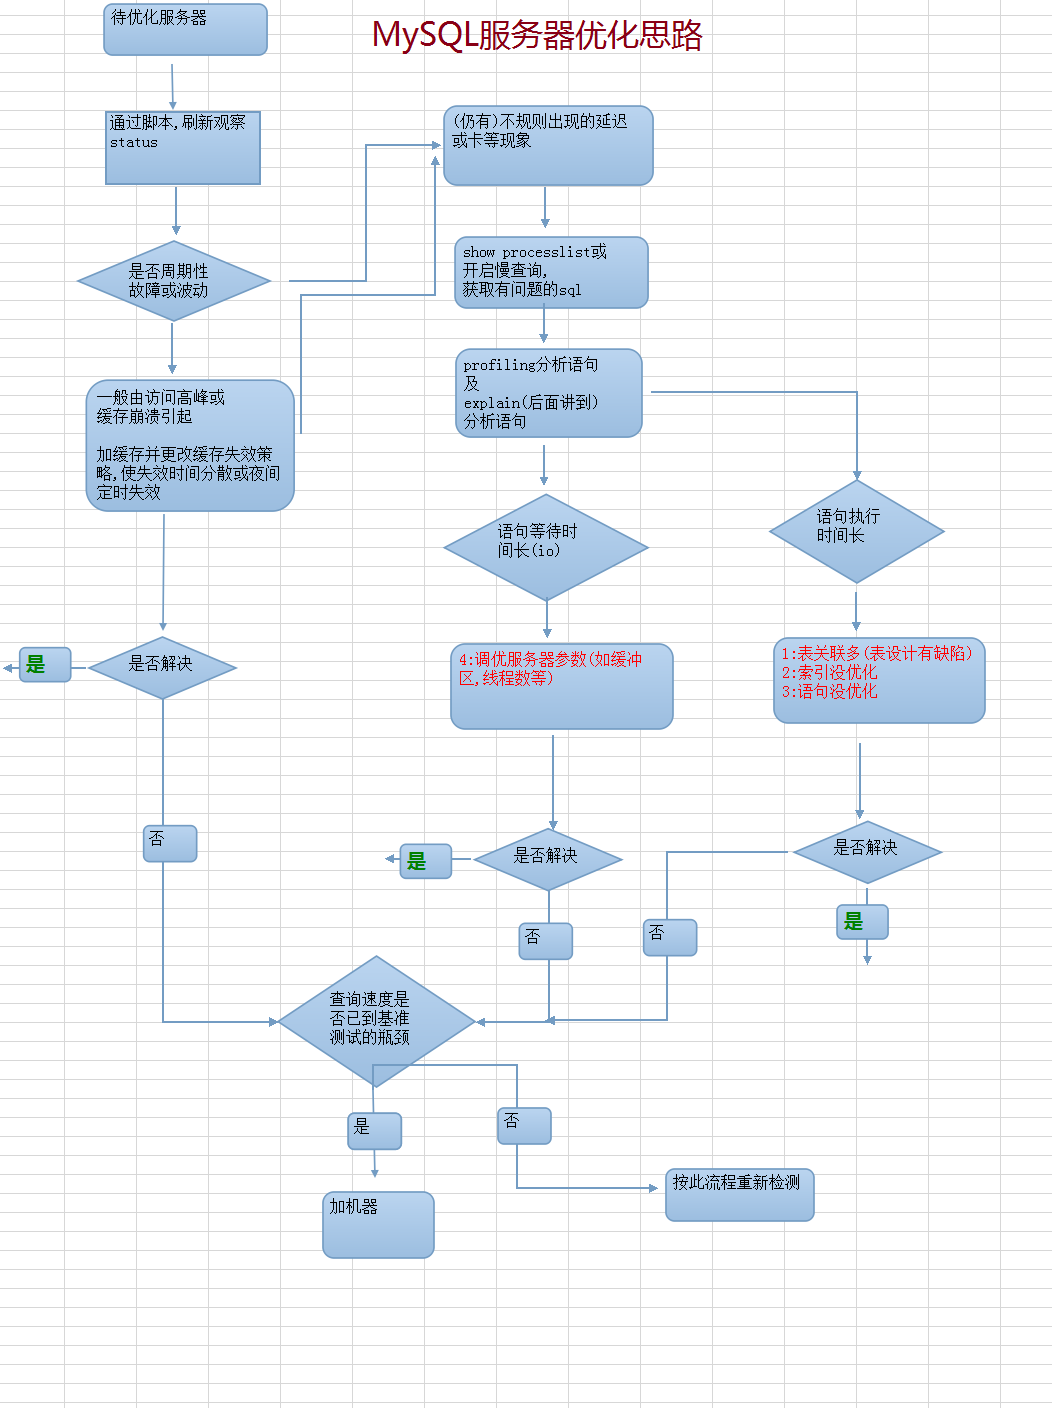 MySQL服务器优化思路
待优化服务器
通过脚本,刷新观察
status
是否周期性
故障或波动
一般由访问高峰或
缓存崩溃引起
加缓存并更改缓存失效策
略,使失效时间分散或夜间
定时失效
是否解决
是
否
(仍有)不规则出现的延迟
或卡等现象
show processlist或
开启慢查询,
获取有问题的sql
profiling分析语句
及
explain(后面讲到)
分析语句
语句等待时
间长(io)
4:调优服务器参数(如缓冲
区,线程数等)
是否解决
是
否
语句执行
时间长
1:表关联多(表设计有缺陷)
2:索引没优化
3:语句没优化
是否解决
是
否
查询速度是
否已到基准
测试的瓶颈
是
否
加机器
按此流程重新检测